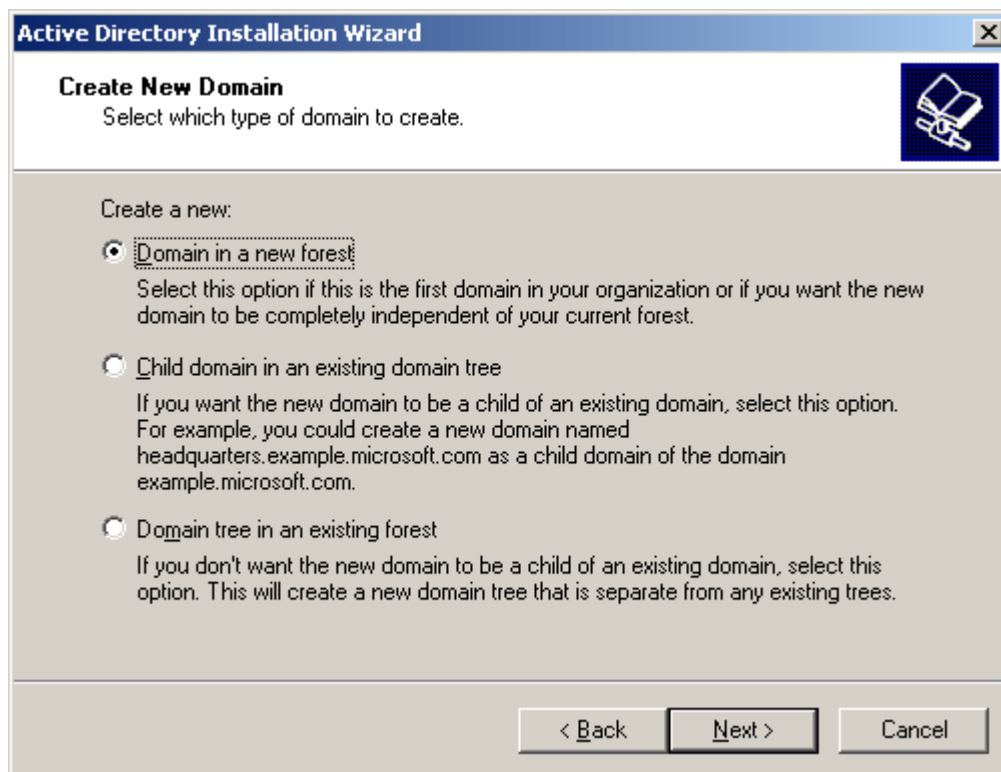 Active Directory Installation Wizard
Create New Domain
Select which type of domain to create.
Create a new:
Domain in a new forest
Select this option if this is the first domain in your organization or if you want the new
domain to be completely independent of your current forest.
Child domain in an existing domain tree
If you want the new domain to be a child of an existing domain, select this option.
For example, you could create a new domain named
headquarters.example.microsoft.com as a child domain of the domain
example.microsoft.com.
Domain tree in an existing forest
If you don't want the new domain to be a child of an existing domain, select this
option. This will create a new domain tree that is separate from any existing trees.
< Back Next > Cancel